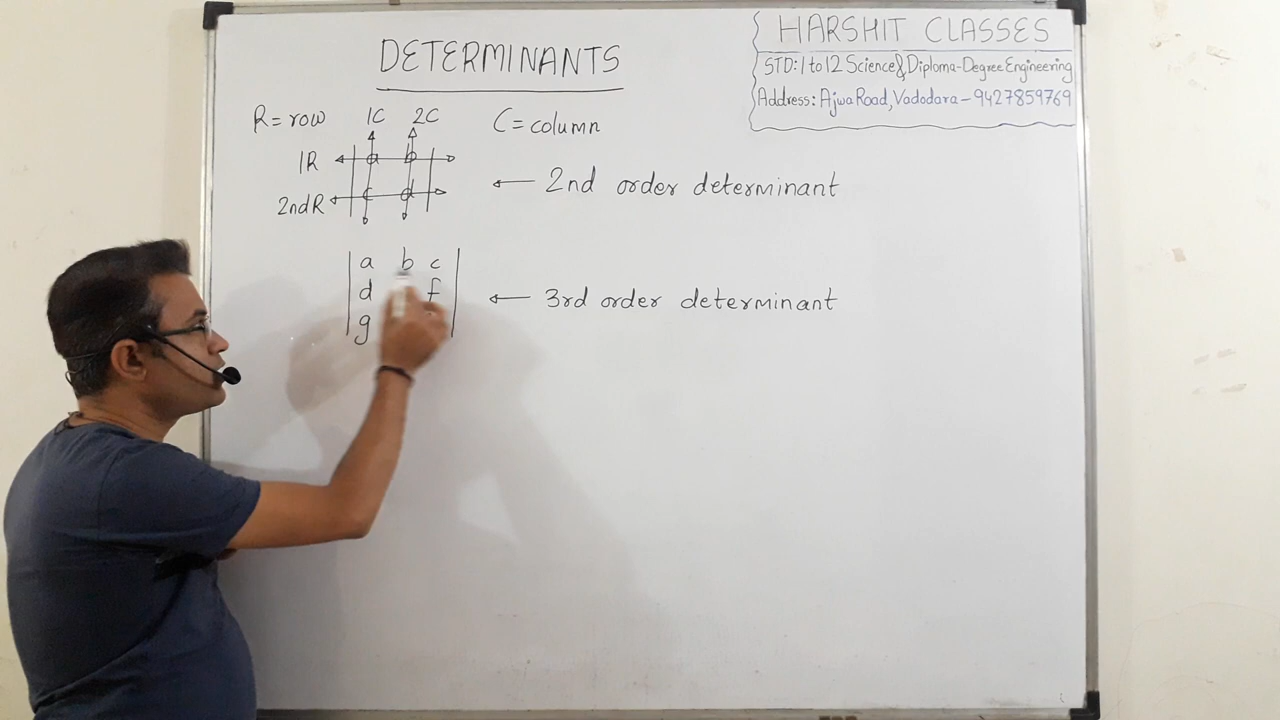 DETERMINANTS
HARSHIT CLASSES
STD: 1 to 12 Science & Diploma-Degree Engineering
Address: Ajwa Road, Vadodara - 9427859769
R = row 1C 2C C = column
1R a b
2ndR c d ← 2nd order determinant
a b c
d f ← 3rd order determinant
g